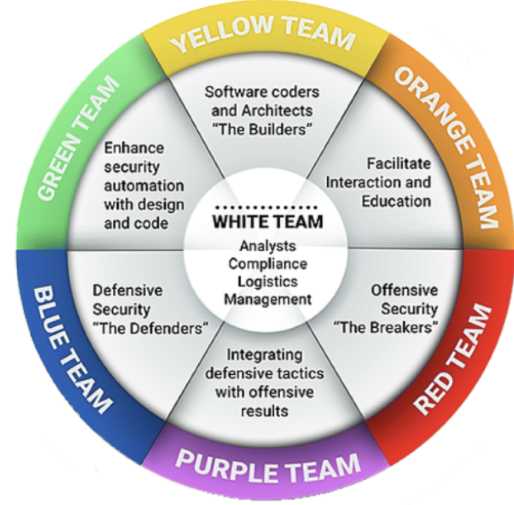 YELLOW TEAM
Software coders
and Architects
“The Builders”
ORANGE TEAM
Facilitate
Interaction and
Education
RED TEAM
Offensive
Security
“The Breakers”
PURPLE TEAM
Integrating
defensive tactics
with offensive
results
BLUE TEAM
Defensive
Security
“The Defenders”
GREEN TEAM
Enhance
security
automation
with design
and code
WHITE TEAM
Analysts
Compliance
Logistics
Management